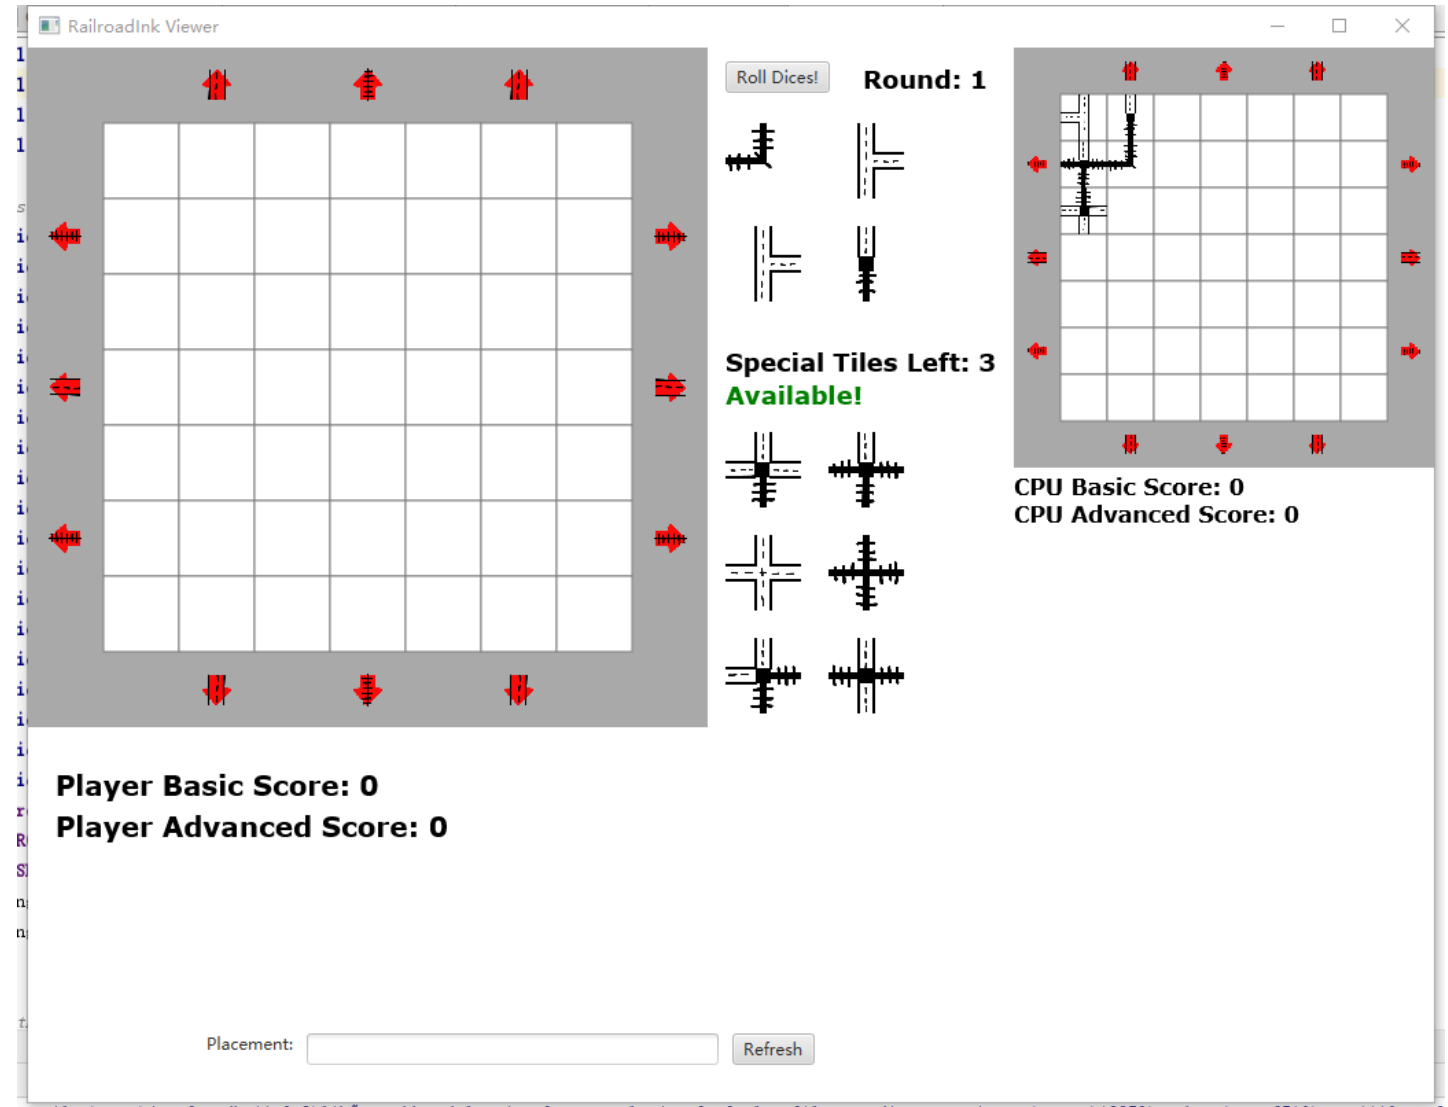 RailroadInk Viewer
Roll Dices!
Round: 1
Special Tiles Left: 3
Available!
CPU Basic Score: 0
CPU Advanced Score: 0
Player Basic Score: 0
Player Advanced Score: 0
Placement:
Refresh